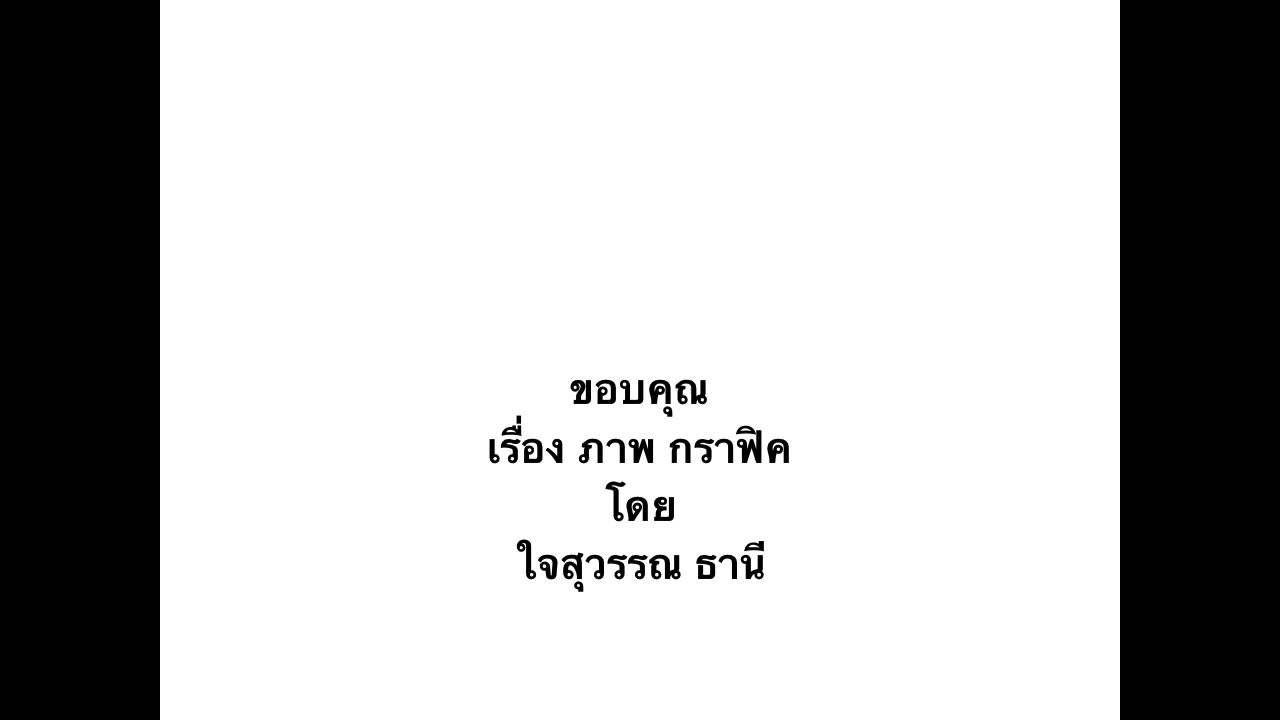 ขอบคุณ
เรื่อง ภาพ กราฟิค
โดย
ใจสุวรรณ ธานี